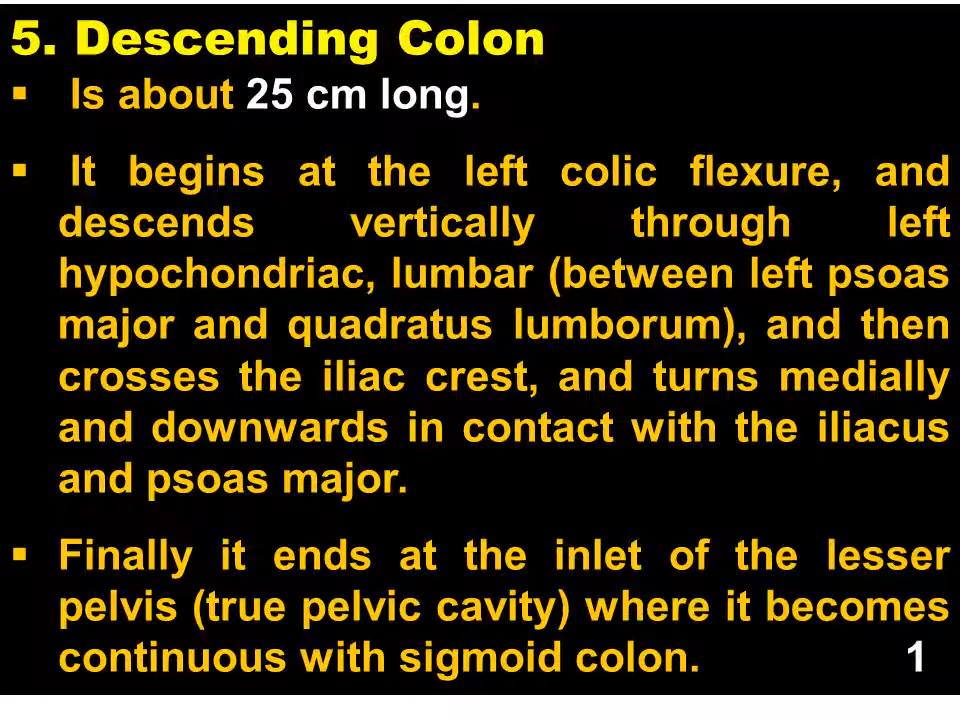 5. Descending Colon
▪ Is about 25 cm long.
▪ It begins at the left colic flexure, and
descends vertically through left
hypochondriac, lumbar (between left psoas
major and quadratus lumborum), and then
crosses the iliac crest, and turns medially
and downwards in contact with the iliacus
and psoas major.
▪ Finally it ends at the inlet of the lesser
pelvis (true pelvic cavity) where it becomes
continuous with sigmoid colon. 1